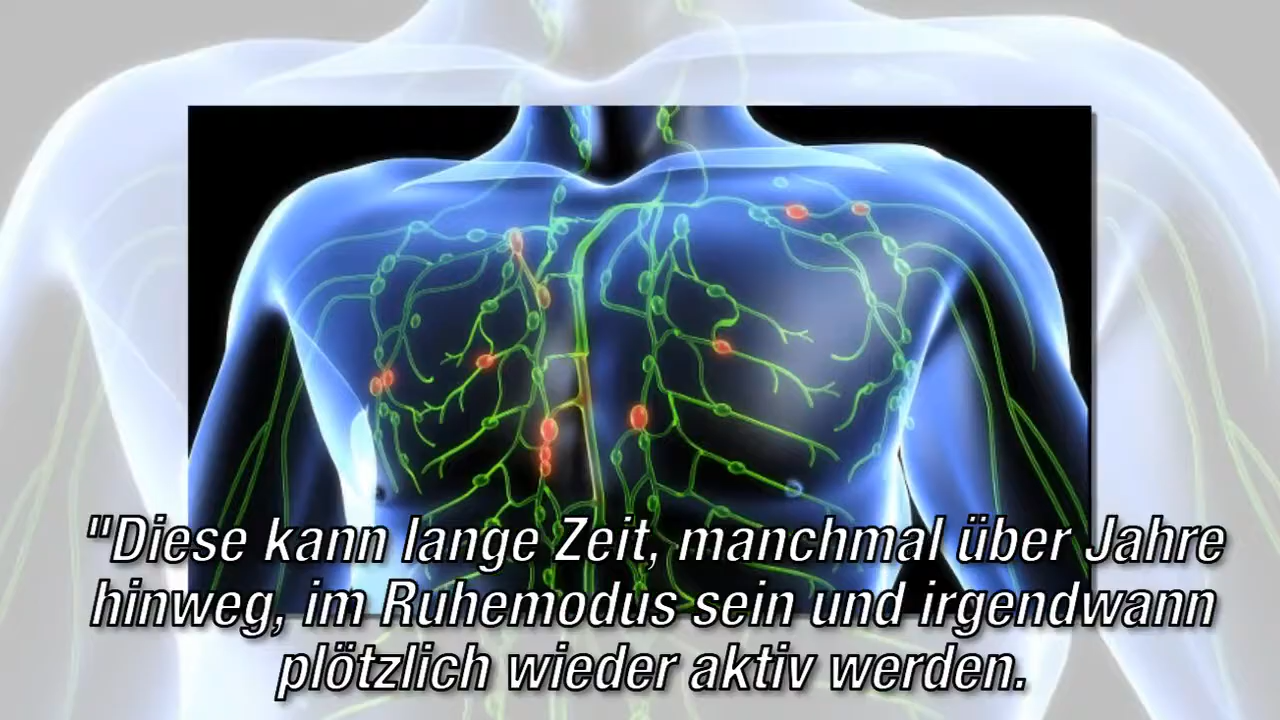 "Diese kann lange Zeit, manchmal über Jahre
hinweg, im Ruhemodus sein und irgendwann
plötzlich wieder aktiv werden.